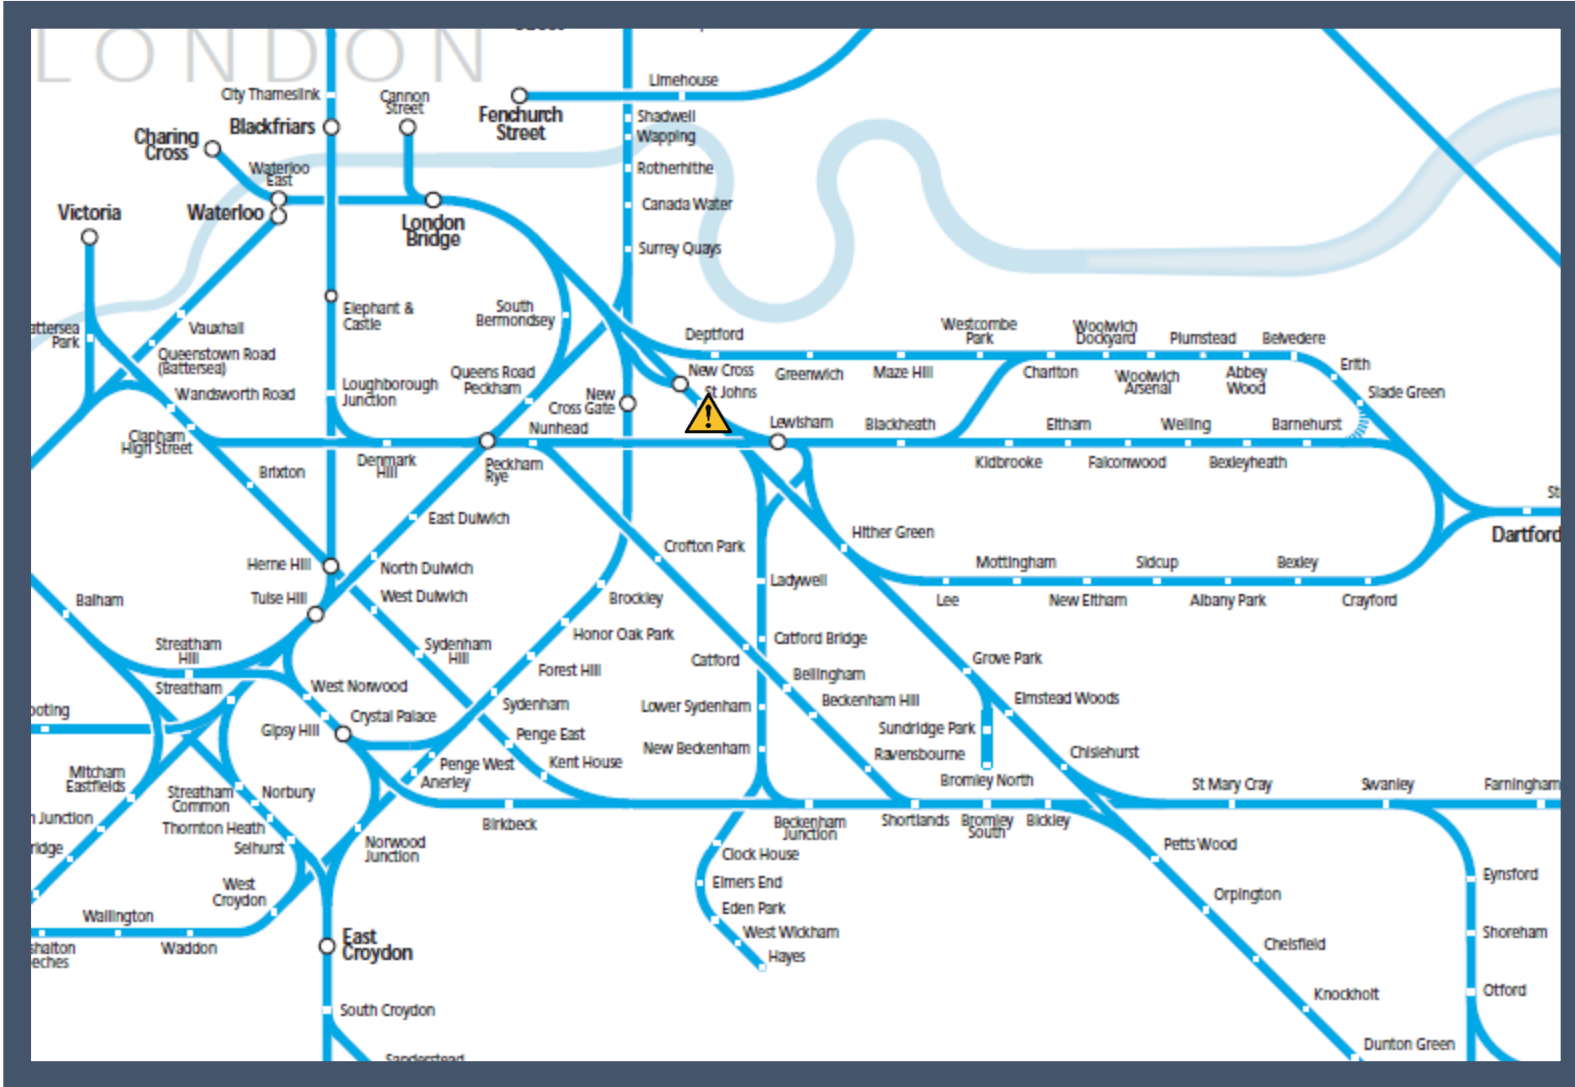 LONDON
Limehouse
City Thameslink
Cannon
Street
Fenchurch
Street
Shadwell
Blackfriars
Wapping
Charing
Cross
Waterloo
East
Rotherhithe
Victoria
Waterloo
London
Bridge
Canada Water
Surrey Quays
Elephant &
Castle
South
Bermondsey
attersea
Park
Vauxhall
Queenstown Road
(Battersea)
Wandsworth Road
Deptford
Westcombe
Park
Woolwich
Dockyard
Plumstead
Belvedere
Erith
Queens Road
Peckham
New Cross
St Johns
Greenwich
Maze Hill
Charlton
Woolwich
Arsenal
Abbey
Wood
Slade Green
Loughborough
Junction
New
Cross Gate
Nunhead
Lewisham
Blackheath
Eltham
Welling
Barnehurst
Clapham
High Street
Brixton
Denmark
Hill
Peckham
Rye
Kidbrooke
Falconwood
Bexleyheath
St
Dartford
East Dulwich
Crofton Park
Hither Green
Herne Hill
North Dulwich
Mottingham
Sidcup
Bexley
Ladywell
Balham
Tulse Hill
West Dulwich
Brockley
Lee
New Eltham
Albany Park
Crayford
Streatham
Hill
Sydenham
Hill
Honor Oak Park
Catford Bridge
Catford
Grove Park
Streatham
West Norwood
Forest Hill
Bellingham
Elmstead Woods
ooting
Crystal Palace
Sydenham
Lower Sydenham
Beckenham Hill
Gipsy Hill
Penge East
Sundridge Park
New Beckenham
Ravensbourne
Chislehurst
Mitcham
Eastfields
Penge West
Anerley
Kent House
Bromley North
Streatham
Common
Norbury
St Mary Cray
Swanley
Farningham
n Junction
Thornton Heath
Birkbeck
Beckenham
Junction
Shortlands
Bromley
South
Bickley
ridge
Selhurst
Norwood
Junction
Clock House
Petts Wood
West
Croydon
Elmers End
Eynsford
Wallington
Eden Park
Orpington
shalton
eches
Waddon
East
Croydon
West Wickham
Hayes
Chelsfield
Shoreham
South Croydon
Knockholt
Otford
Sanderstead
Dunton Green